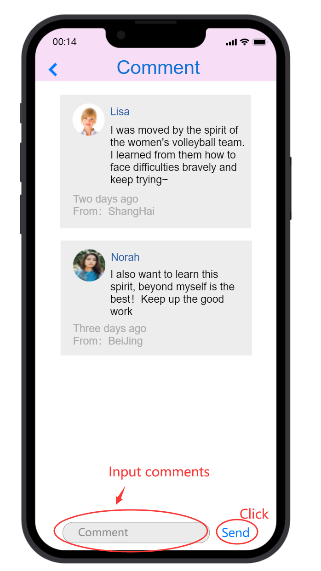 00:14
Comment
Lisa
I was moved by the spirit of
the women's volleyball team.
I learned from them how to
face difficulties bravely and
keep trying~
Two days ago
From： ShangHai
Norah
I also want to learn this
spirit, beyond myself is the
best！Keep up the good
work
Three days ago
From： BeiJing
Input comments
Click
Comment
Send